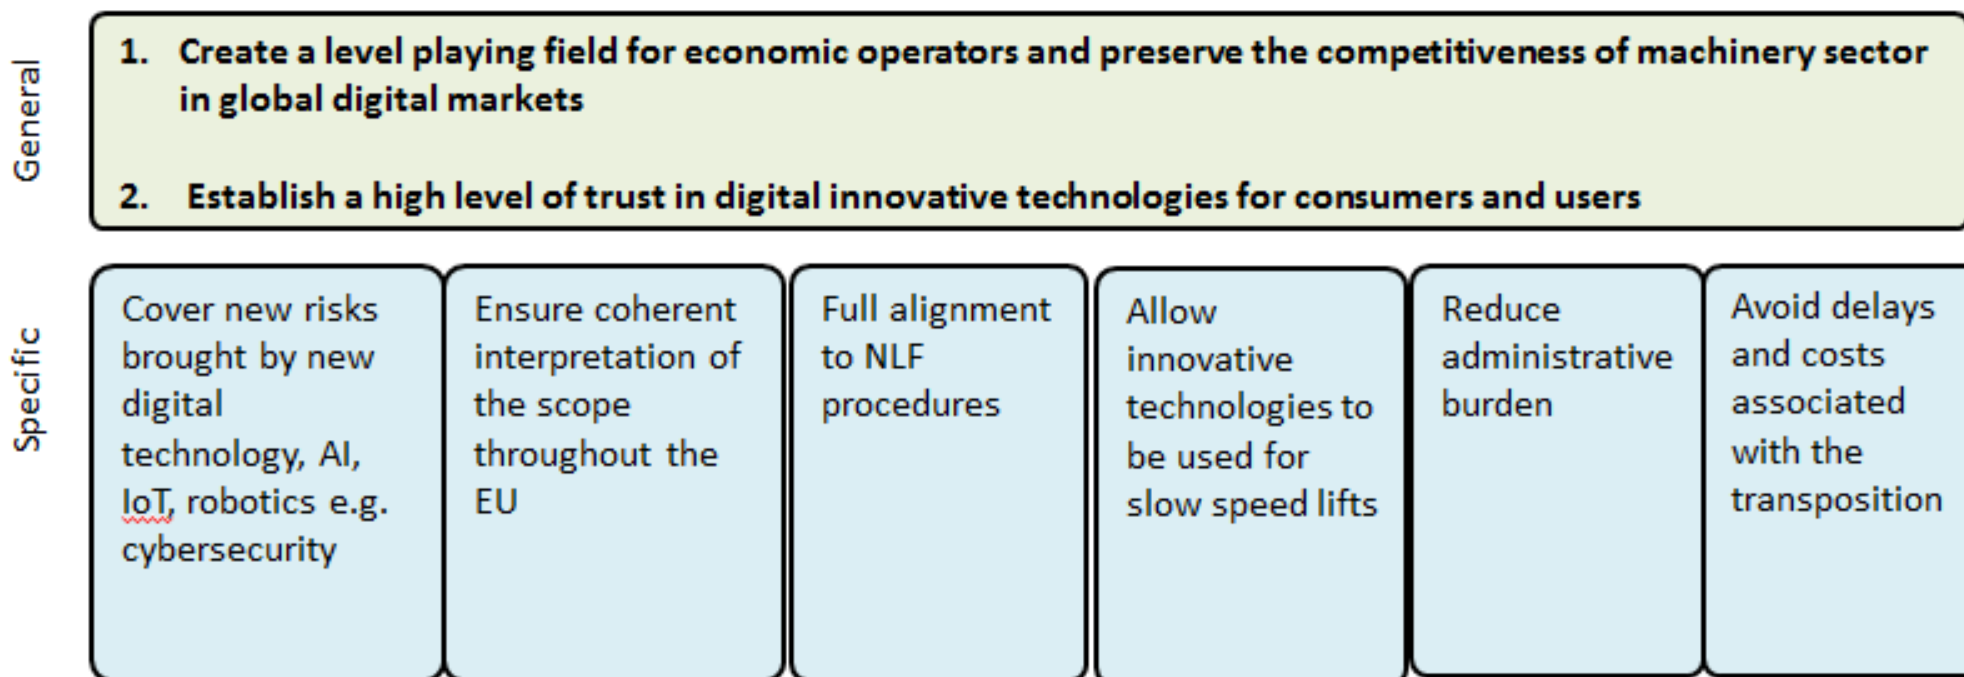 General
1. Create a level playing field for economic operators and preserve the competitiveness of machinery sector
in global digital markets
2. Establish a high level of trust in digital innovative technologies for consumers and users
Specific
Cover new risks
brought by new
digital
technology, AI,
IoT, robotics e.g.
cybersecurity
Ensure coherent
interpretation of
the scope
throughout the
EU
Full alignment
to NLF
procedures
Allow
innovative
technologies to
be used for
slow speed lifts
Reduce
administrative
burden
Avoid delays
and costs
associated
with the
transposition